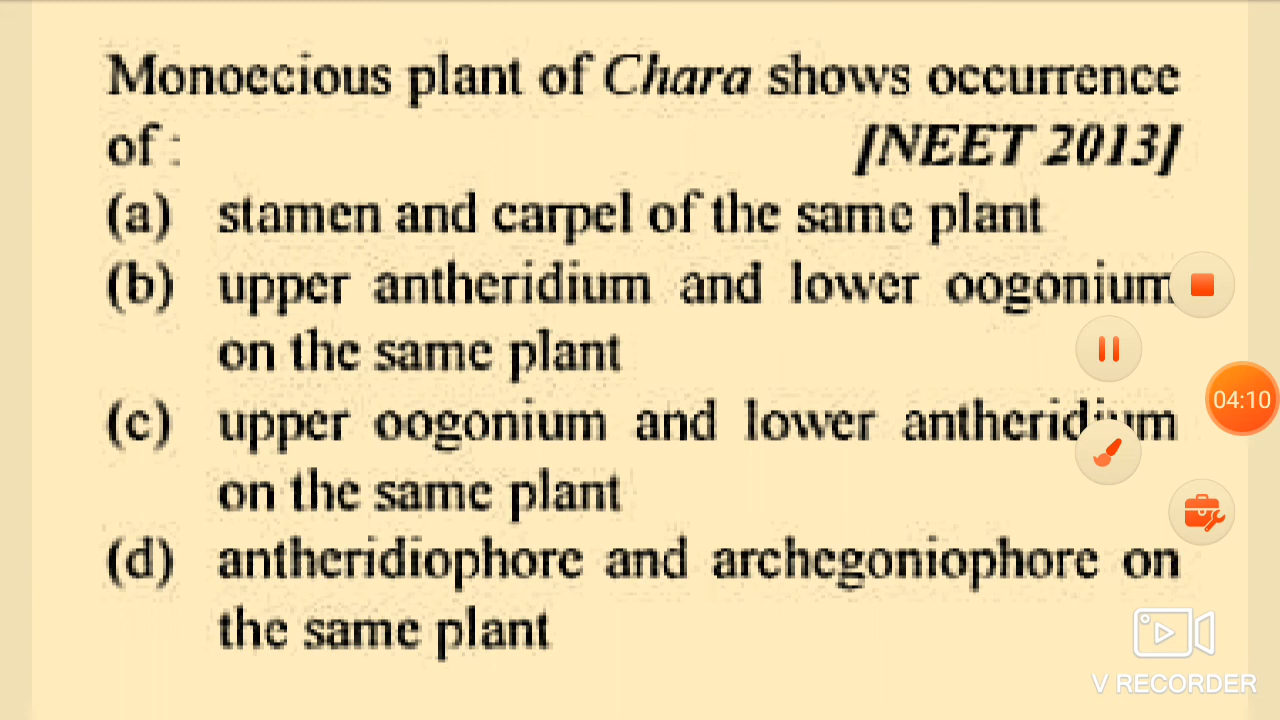 Monoecious plant of Chara shows occurrence
of : [NEET 2013]
(a) stamen and carpel of the same plant
(b) upper antheridium and lower oogonium
on the same plant
(c) upper oogonium and lower antheridium
on the same plant
(d) antheridiophore and archegoniophore on
the same plant
04:10
V RECORDER